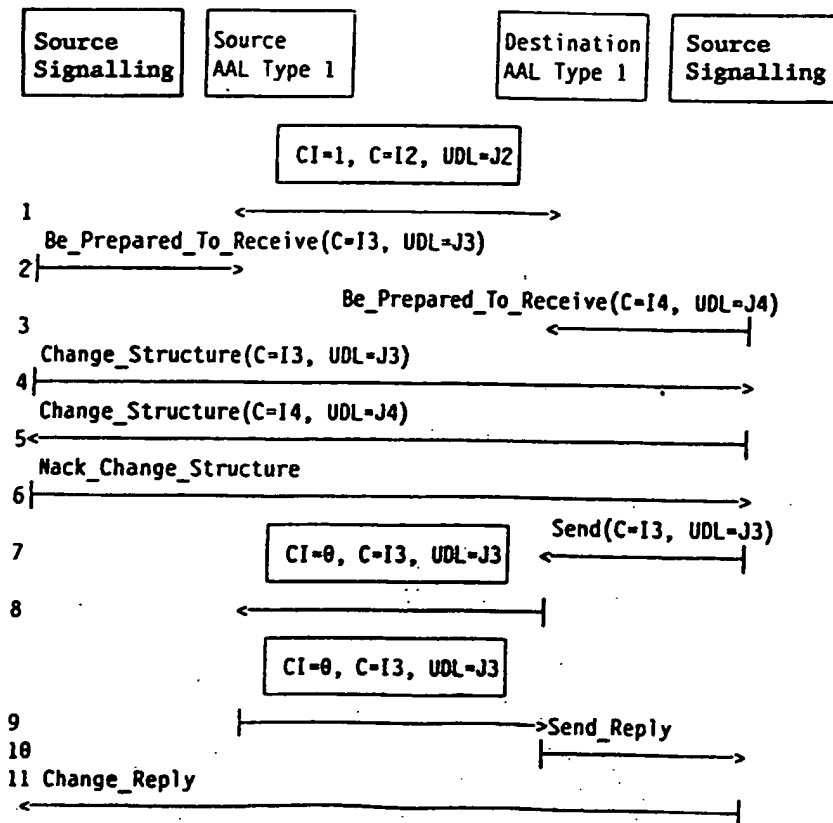 Source Signalling
Source AAL Type 1
Destination AAL Type 1
Source Signalling
CI=1, C=I2, UDL=J2
1
Be_Prepared_To_Receive(C=I3, UDL=J3)
2
Be_Prepared_To_Receive(C=I4, UDL=J4)
3
Change_Structure(C=I3, UDL=J3)
4
Change_Structure(C=I4, UDL=J4)
5
Nack_Change_Structure
6
Send(C=I3, UDL=J3)
7
CI=0, C=I3, UDL=J3
8
CI=0, C=I3, UDL=J3
9
Send_Reply
10
11 Change_Reply